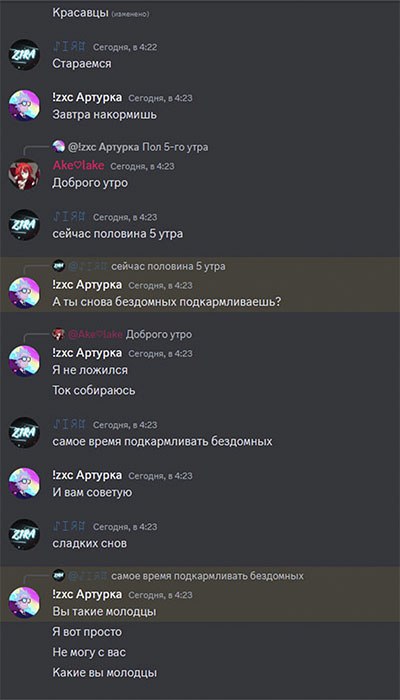 Красавцы (изменено)
ZIRA Сегодня, в 4:22
Стараемся
!zxc Артурка Сегодня, в 4:23
Завтра накормишь
@!zxc Артурка Пол 5-го утра
Ake♡lake Сегодня, в 4:23
Доброго утро
Сегодня, в 4:23
сейчас половина 5 утра
сейчас половина 5 утра
!zxc Артурка Сегодня, в 4:23
А ты снова бездомных подкармливаешь?
@Ake♡lake Доброго утро
!zxc Артурка Сегодня, в 4:23
Я не ложился
Ток собираюсь
ZIRA Сегодня, в 4:23
самое время подкармливать бездомных
!zxc Артурка Сегодня, в 4:23
И вам советую
ZIRA Сегодня, в 4:23
сладких снов
самое время подкармливать бездомных
!zxc Артурка Сегодня, в 4:23
Вы такие молодцы
Я вот просто
Не могу с вас
Какие вы молодцы